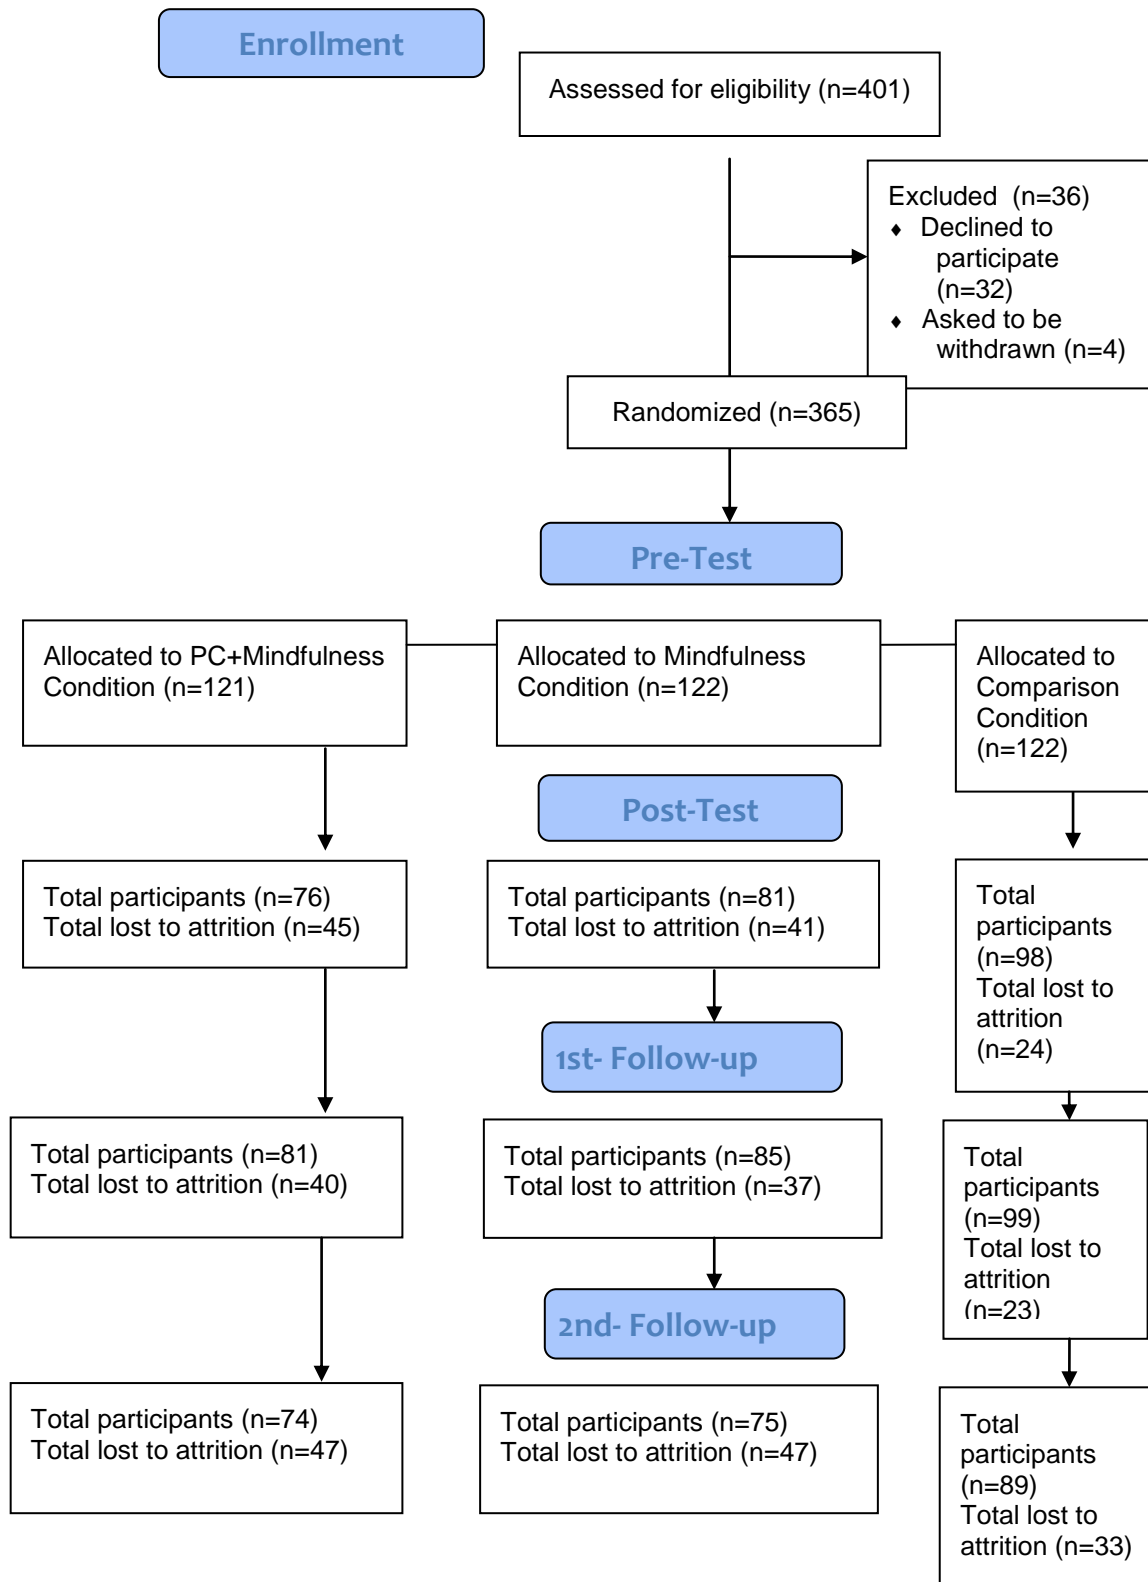 Enrollment
Assessed for eligibility (n=401)
Excluded  (n=36)
♦ Declined to
participate
(n=32)
♦ Asked to be
withdrawn (n=4)
Randomized (n=365)
Pre-Test
Allocated to PC+Mindfulness
Condition (n=121)
Allocated to Mindfulness
Condition (n=122)
Allocated to
Comparison
Condition
(n=122)
Post-Test
Total participants (n=76)
Total lost to attrition (n=45)
Total participants (n=81)
Total lost to attrition (n=41)
Total
participants
(n=98)
Total lost to
attrition
(n=24)
1st- Follow-up
Total participants (n=81)
Total lost to attrition (n=40)
Total participants (n=85)
Total lost to attrition (n=37)
Total
participants
(n=99)
Total lost to
attrition
(n=23)
2nd- Follow-up
Total participants (n=74)
Total lost to attrition (n=47)
Total participants (n=75)
Total lost to attrition (n=47)
Total
participants
(n=89)
Total lost to
attrition (n=33)